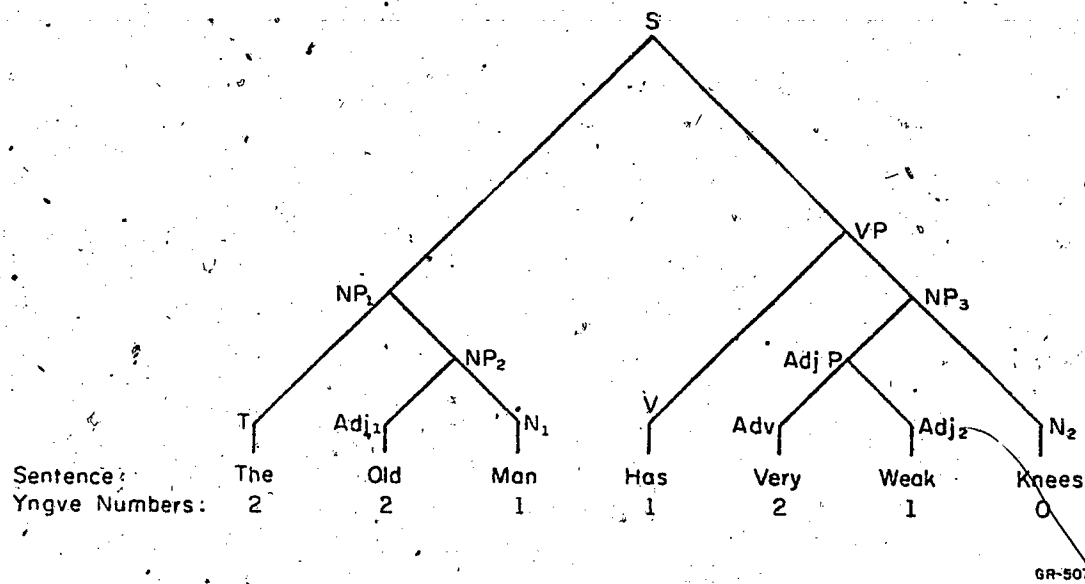 S
VP
NP₁ NP₃
NP₂ Adj P
T Adj₁ N₁ V Adv Adj₂ N₂
Sentence: The Old Man Has Very Weak Knees
Yngve Numbers: 2 2 1 1 2 1 0